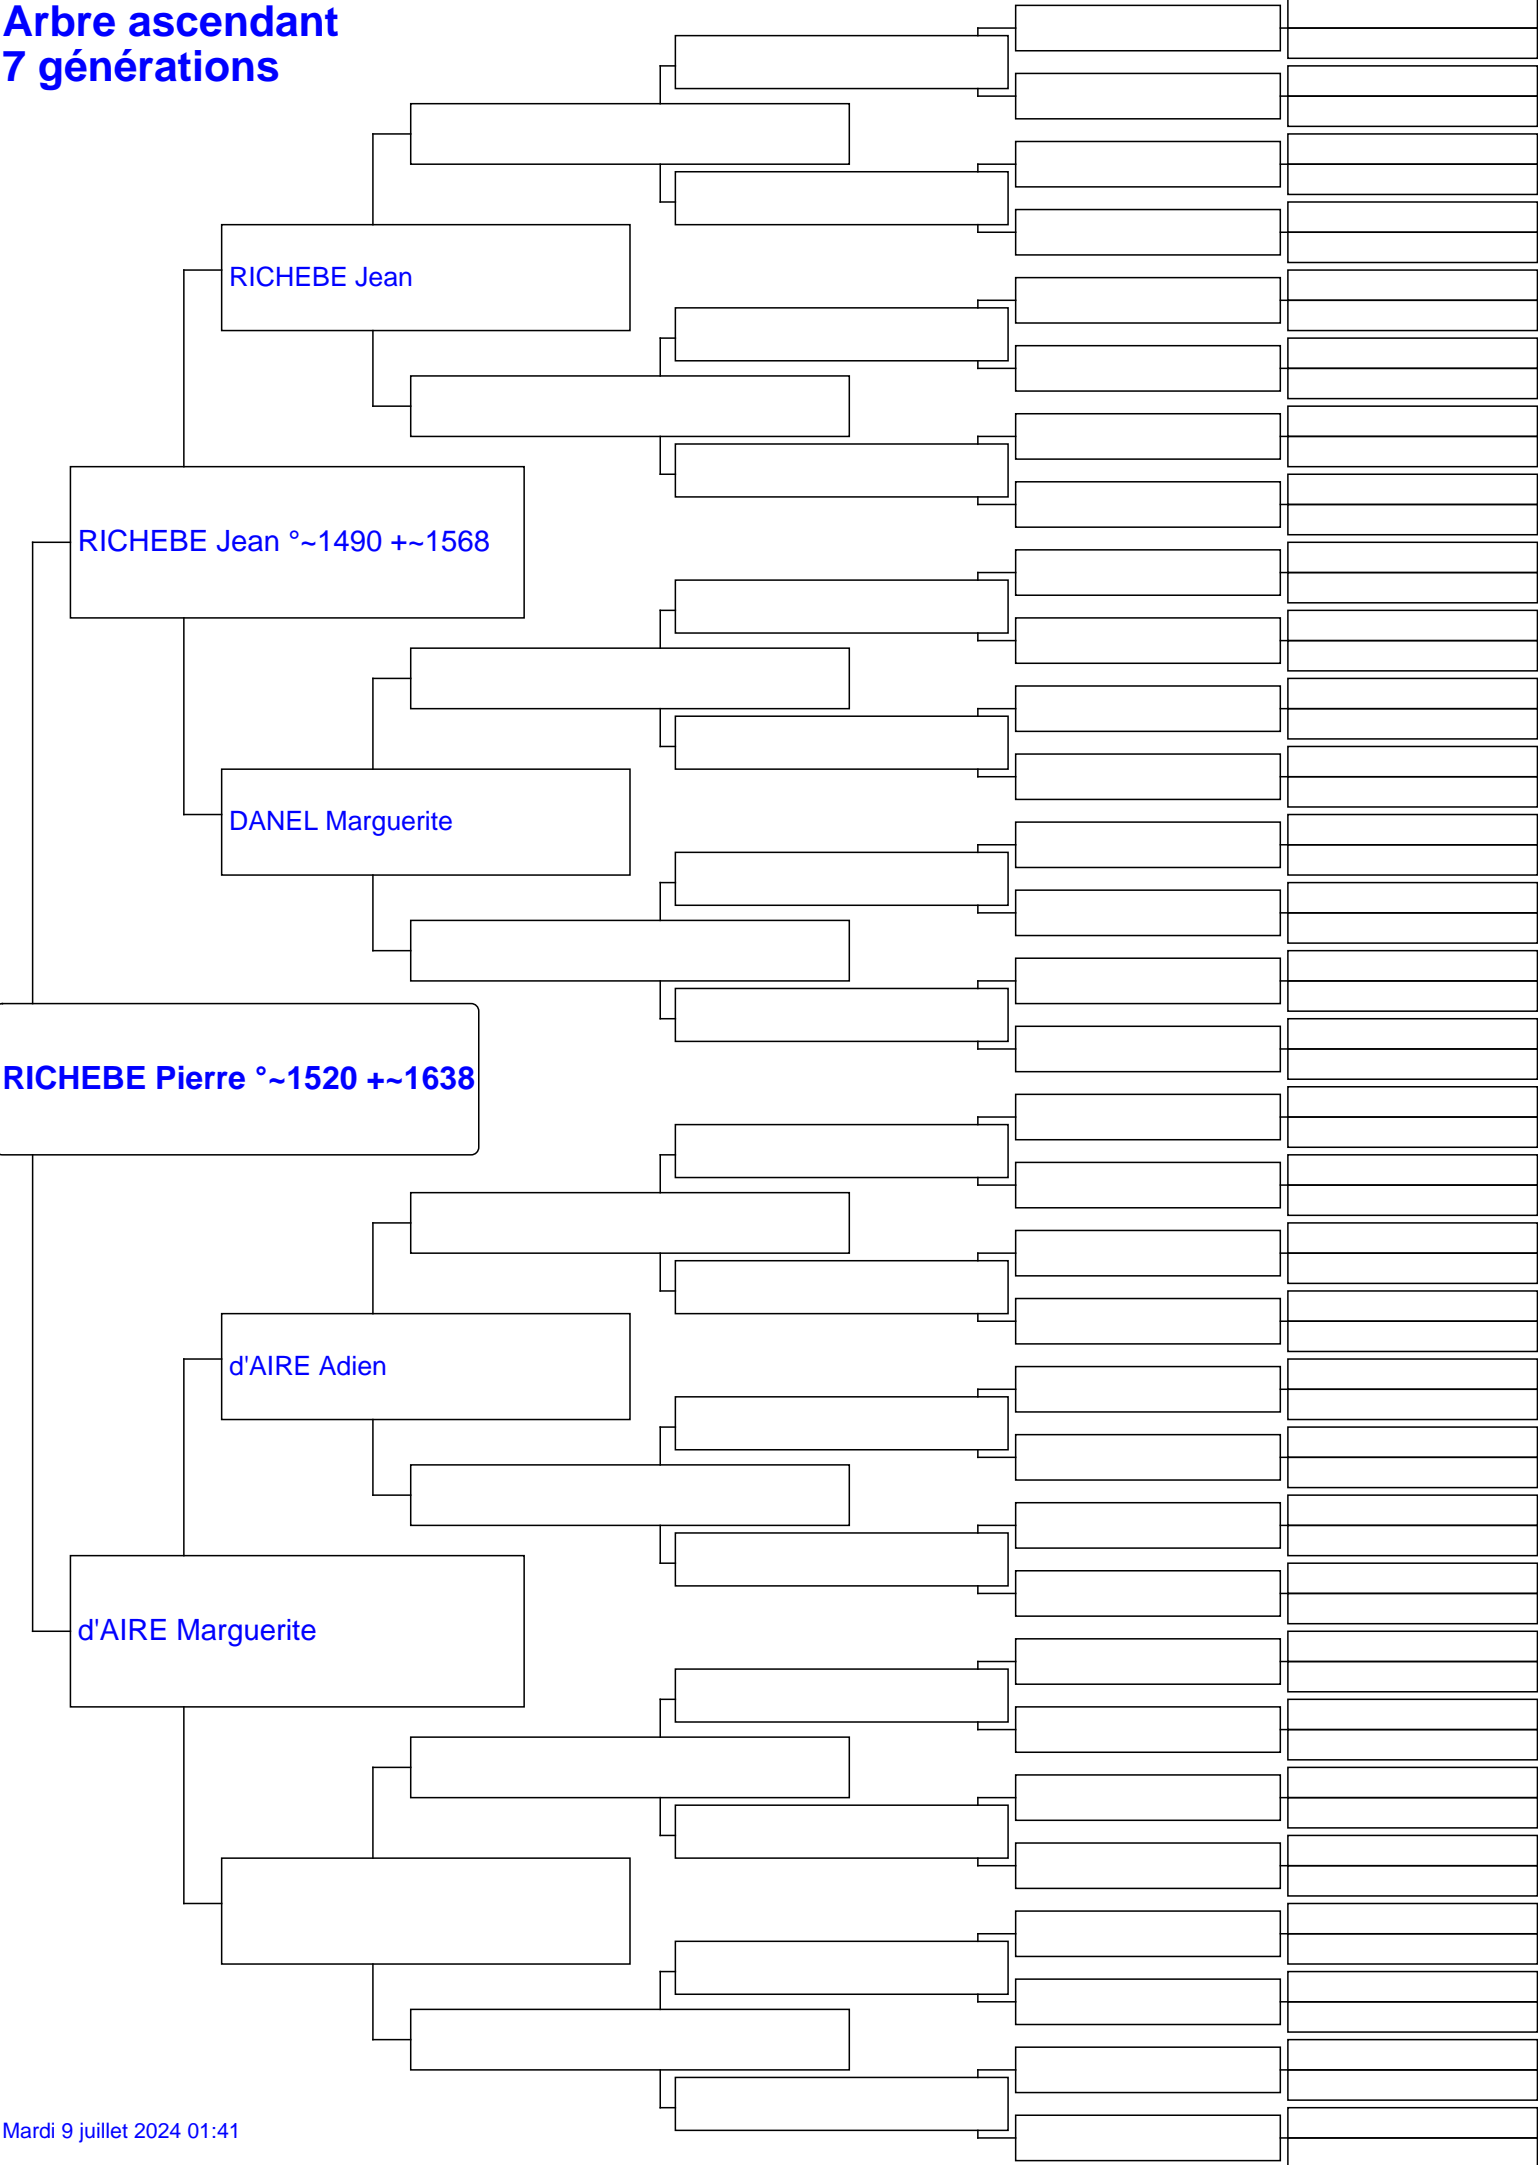 Arbre ascendant
7 générations
RICHEBE Jean
RICHEBE Jean °~1490 +~1568
DANEL Marguerite
RICHEBE Pierre °~1520 +~1638
d'AIRE Adien
d'AIRE Marguerite
Mardi 9 juillet 2024 01:41